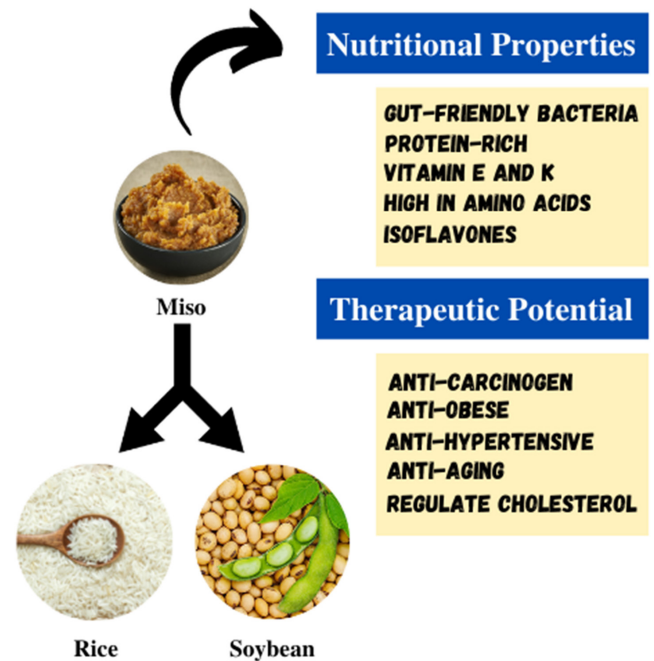 Nutritional Properties
GUT-FRIENDLY BACTERIA
PROTEIN-RICH
VITAMIN E AND K
HIGH IN AMINO ACIDS
ISOFLAVONES
Miso
Therapeutic Potential
ANTI-CARCINOGEN
ANTI-OBESE
ANTI-HYPERTENSIVE
ANTI-AGING
REGULATE CHOLESTEROL
Rice
Soybean